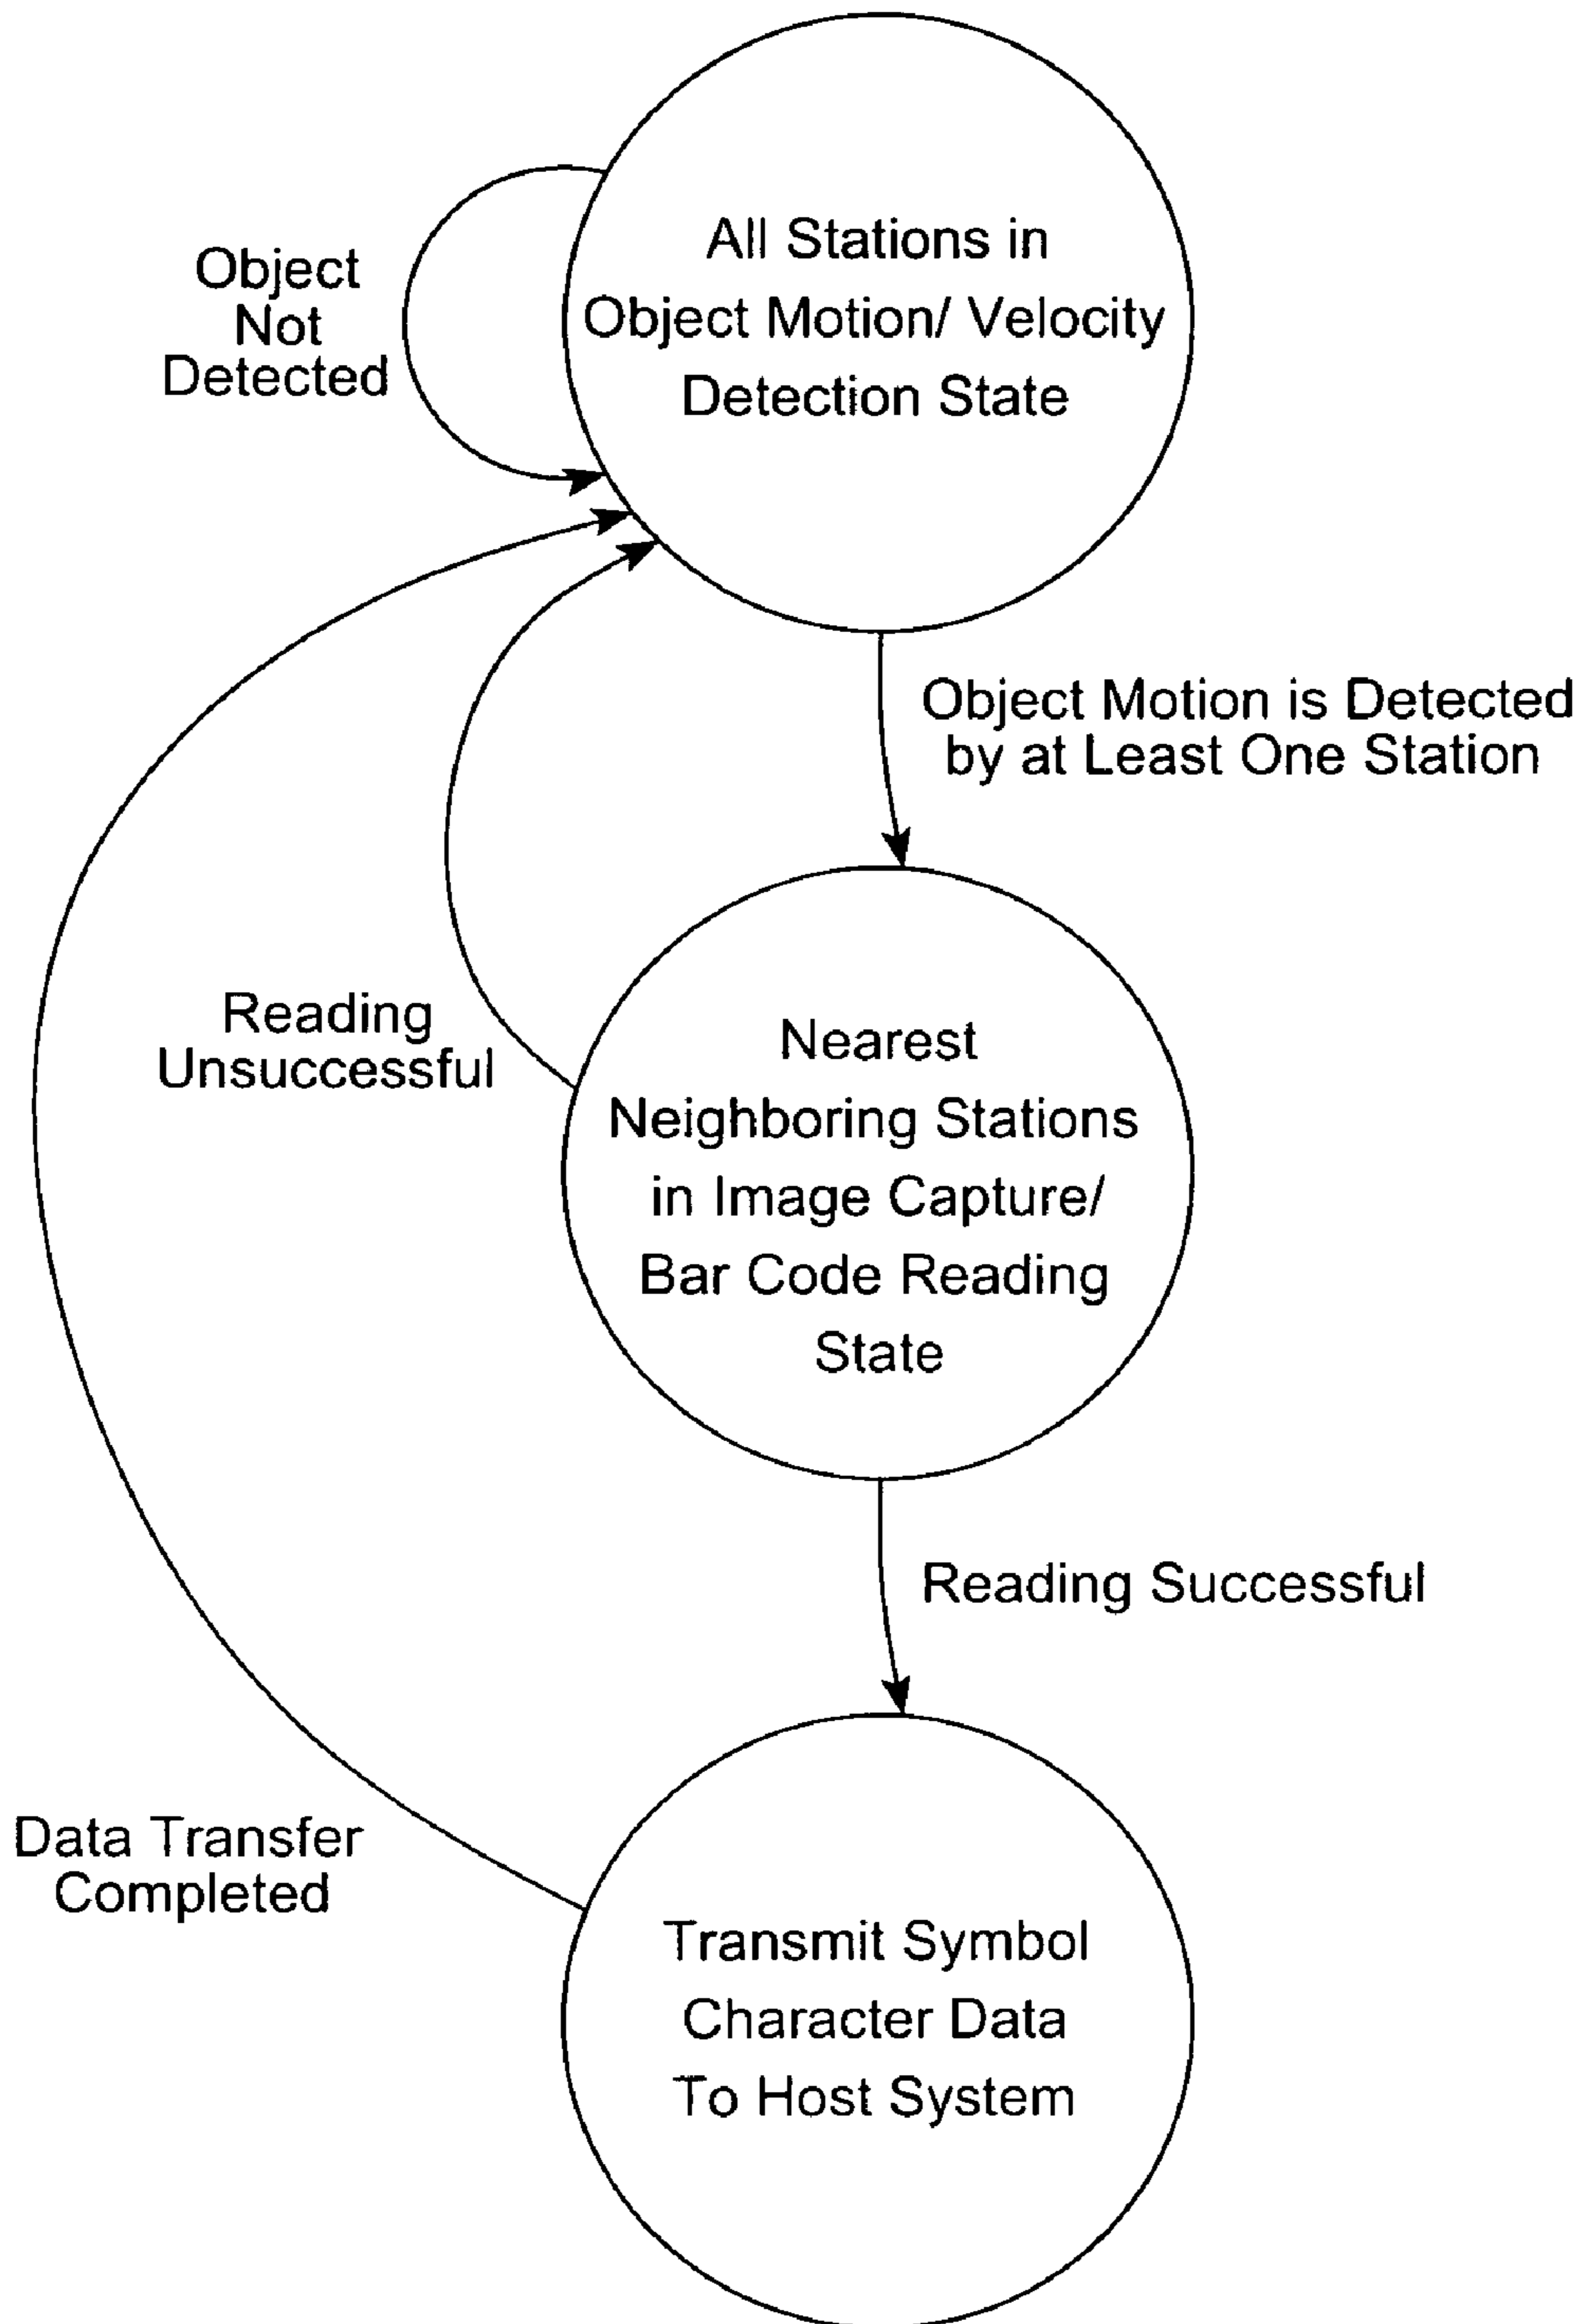 All Stations in
Object Motion/ Velocity
Detection State
Object
Not
Detected
Object Motion is Detected
by at Least One Station
Reading
Unsuccessful
Nearest
Neighboring Stations
in Image Capture/
Bar Code Reading
State
Reading Successful
Data Transfer
Completed
Transmit Symbol
Character Data
To Host System